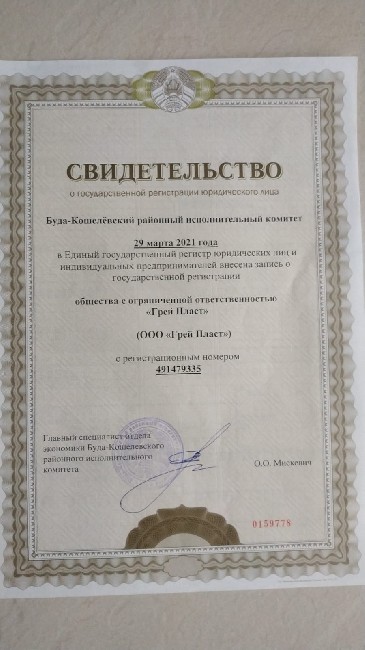 СВИДЕТЕЛЬСТВО
о государственной регистрации юридического лица
Буда-Кошелёвский районный исполнительный комитет
29 марта 2021 года
в Единый государственный регистр юридических лиц и
индивидуальных предпринимателей внесена запись о
государственной регистрации
общества с ограниченной ответственностью
«Грей Пласт»
(ООО «Грей Пласт»)
с регистрационным номером
491479335
Главный специалист отдела
экономики Буда-Кошелевского
районного исполнительного
комитета
О.О. Мискевич
0159778